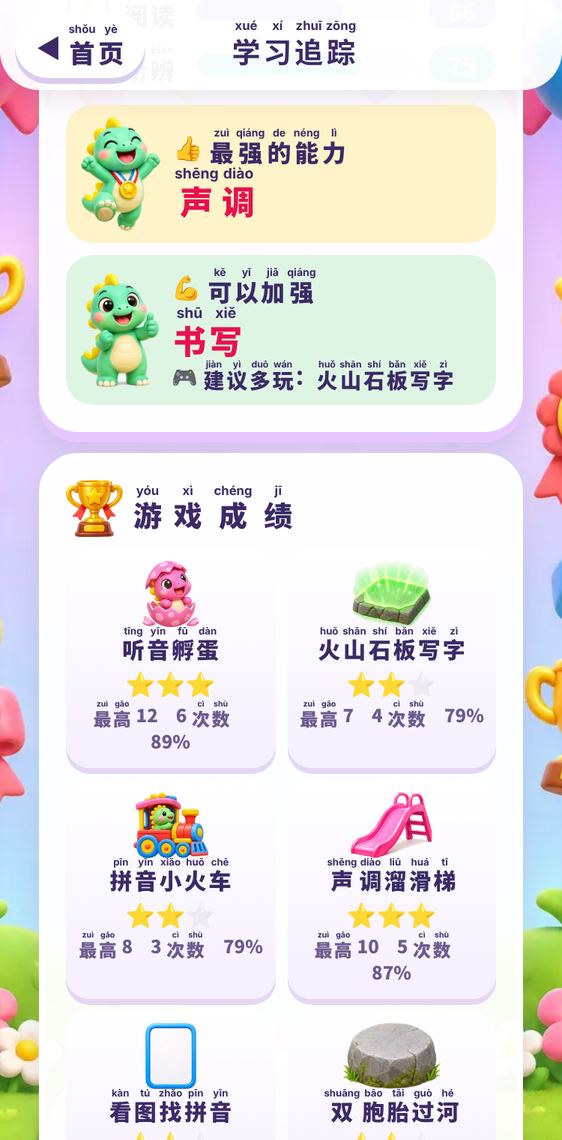 阅读 66
shǒu yè
首页
xué xí zhuī zōng
学习追踪
biàn
听辨 75
zuì qiáng de néng lì
最强的能力
shēng diào
声调
kě yǐ jiā qiáng
可以加强
shū xiě
书写
jiàn yì duō wán huǒ shān shí bǎn xiě zì
建议多玩：火山石板写字
yóu xì chéng jī
游戏成绩
tīng yīn fū dàn
听音孵蛋
zuì gāo cì shù
最高 12 6 次数
89%
huǒ shān shí bǎn xiě zì
火山石板写字
zuì gāo cì shù
最高 7 4 次数 79%
pīn yīn xiǎo huǒ chē
拼音小火车
zuì gāo cì shù
最高 8 3 次数 79%
shēng diào liū huá tī
声调溜滑梯
zuì gāo cì shù
最高 10 5 次数
87%
kàn tú zhǎo pīn yīn
看图找拼音
shuāng bāo tāi guò hé
双胞胎过河